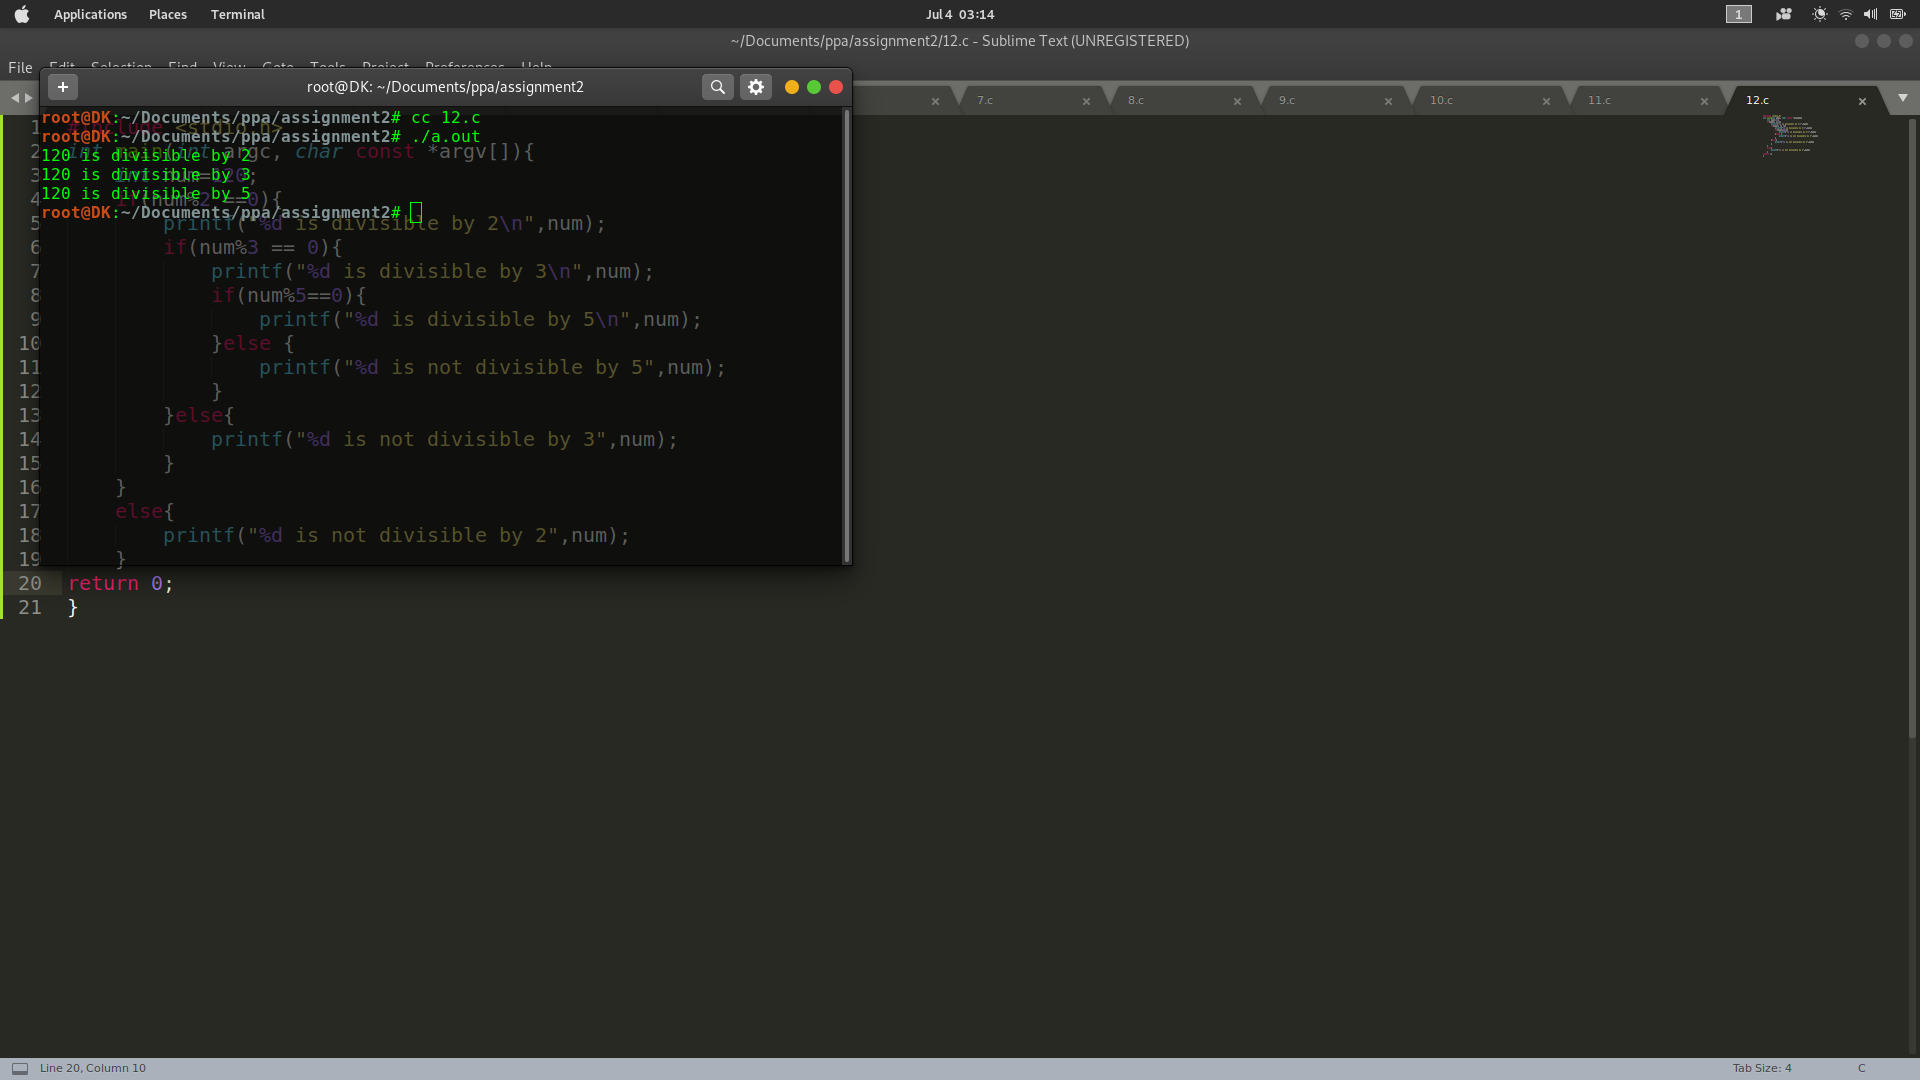 Applications Places Terminal Jul 4 03:14 1
~/Documents/ppa/assignment2/12.c - Sublime Text (UNREGISTERED)
File Edit Selection Find View Goto Tools Project Preferences Help
root@DK: ~/Documents/ppa/assignment2
7.c 8.c 9.c 10.c 11.c 12.c
root@DK:~/Documents/ppa/assignment2# cc 12.c
root@DK:~/Documents/ppa/assignment2# ./a.out
120 is divisible by 2
120 is divisible by 3
120 is divisible by 5
root@DK:~/Documents/ppa/assignment2#
1 #include <stdio.h>
2 int main(int argc, char const *argv[]){
3 int num=120;
4 if(num%2 ==0){
5 printf("%d is divisible by 2\n",num);
6 if(num%3 == 0){
7 printf("%d is divisible by 3\n",num);
8 if(num%5==0){
9 printf("%d is divisible by 5\n",num);
10 }else {
11 printf("%d is not divisible by 5",num);
12 }
13 }else{
14 printf("%d is not divisible by 3",num);
15 }
16 }
17 else{
18 printf("%d is not divisible by 2",num);
19 }
20 return 0;
21 }
Line 20, Column 10 Tab Size: 4 C